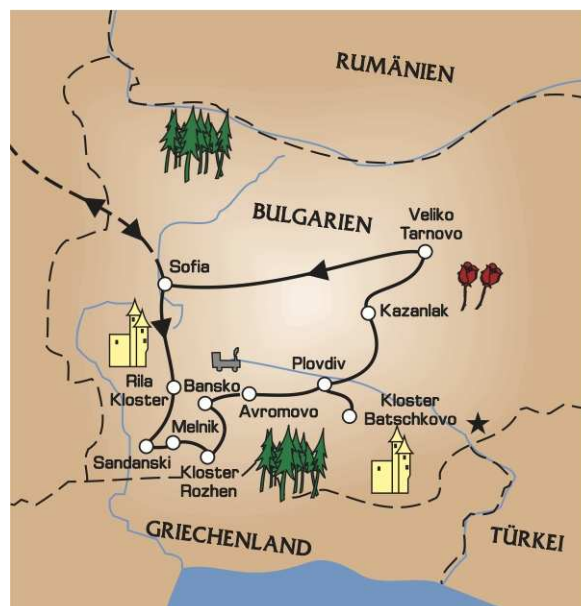 RUMÄNIEN
BULGARIEN
Veliko
Tarnovo
Sofia
Kazanlak
Rila
Kloster
Bansko
Plovdiv
Avromovo
Kloster
Batschkovo
Melnik
Sandanski
Kloster
Rozhen
GRIECHENLAND
TÜRKEI